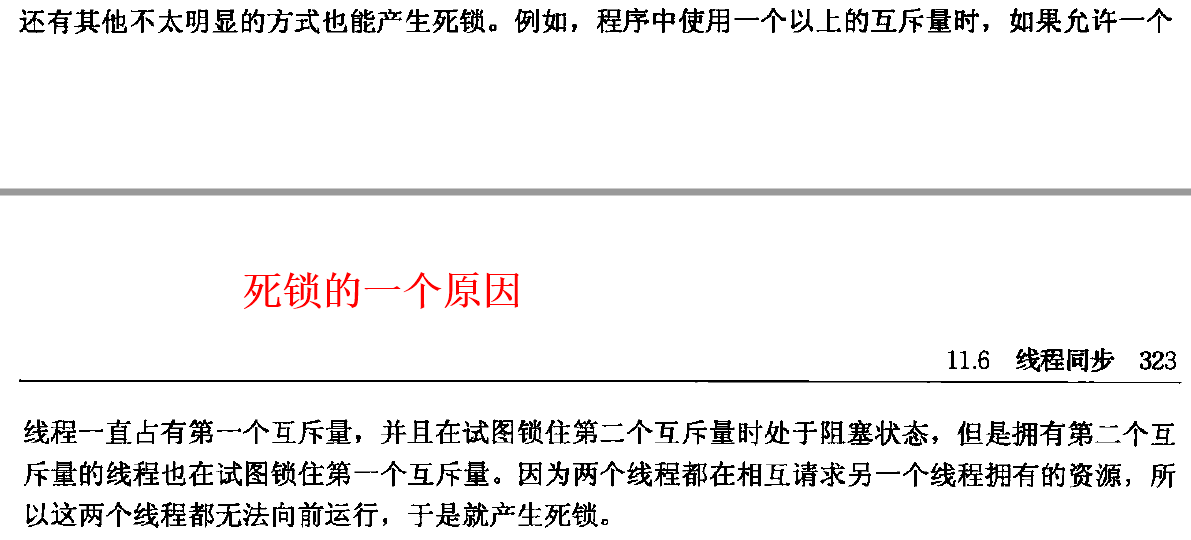 还有其他不太明显的方式也能产生死锁。例如，程序中使用一个以上的互斥量时，如果允许一个
死锁的一个原因
11.6 线程同步 323
线程一直占有第一个互斥量，并且在试图锁住第二个互斥量时处于阻塞状态，但是拥有第二个互
斥量的线程也在试图锁住第一个互斥量。因为两个线程都在相互请求另一个线程拥有的资源，所
以这两个线程都无法向前运行，于是就产生死锁。